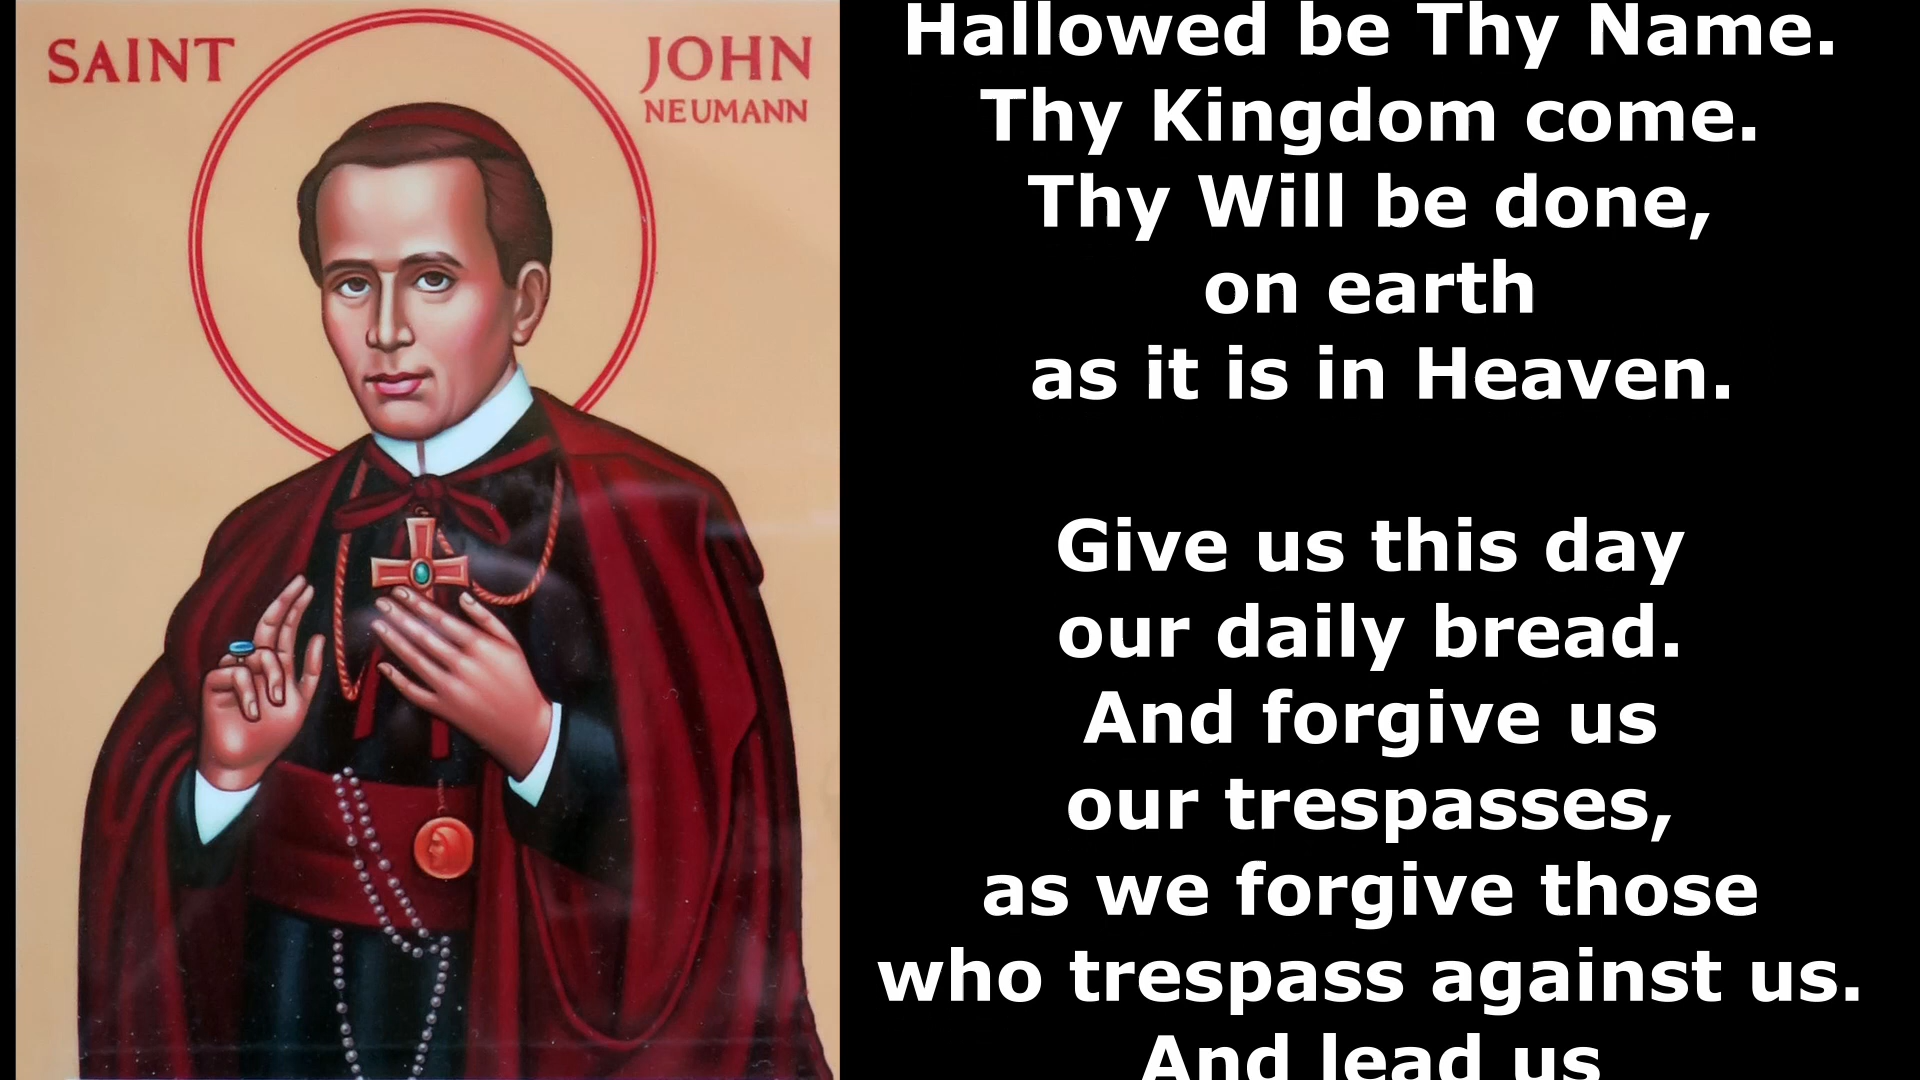 SAINT JOHN
NEUMANN
Hallowed be Thy Name.
Thy Kingdom come.
Thy Will be done,
on earth
as it is in Heaven.
Give us this day
our daily bread.
And forgive us
our trespasses,
as we forgive those
who trespass against us.
And lead us